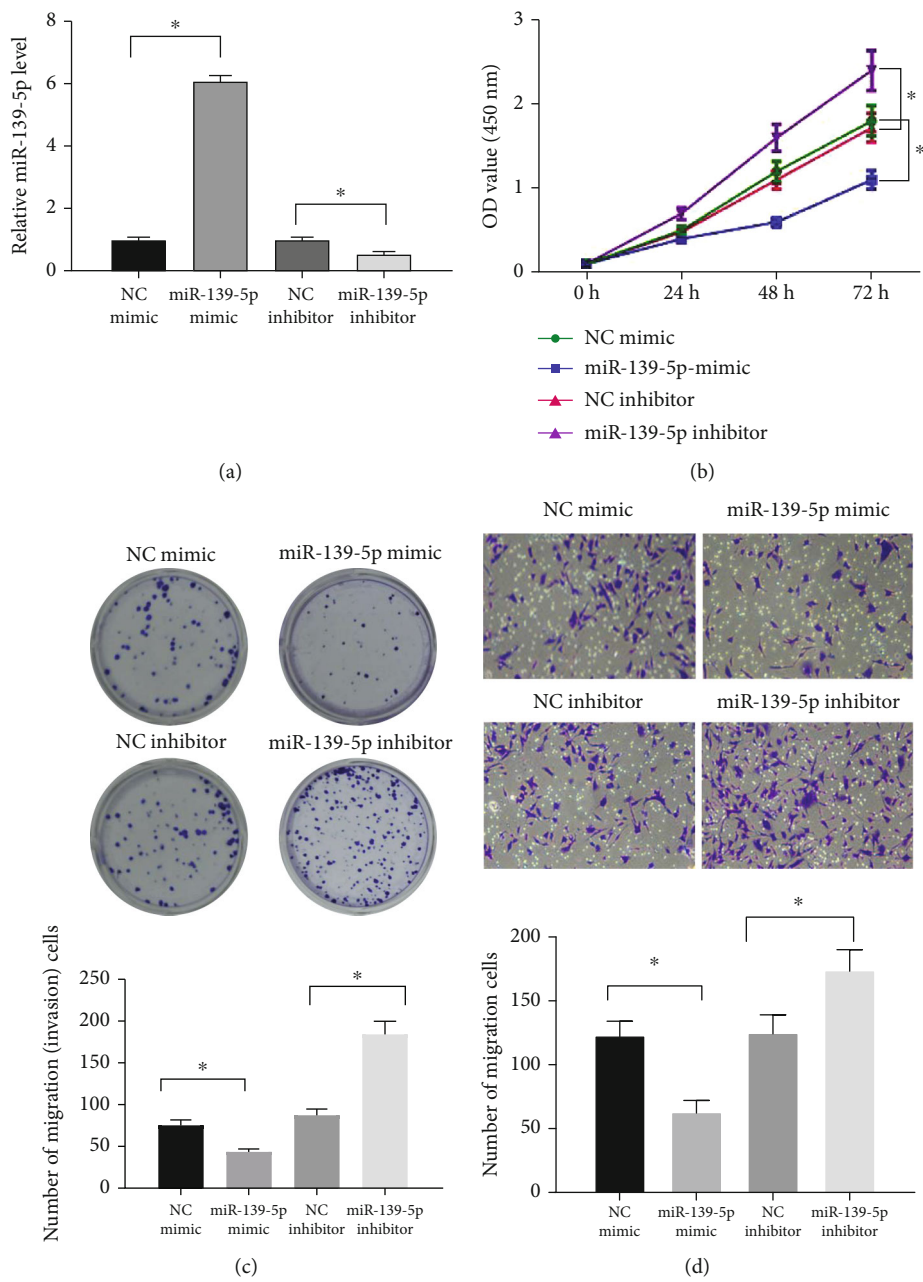 8
6
4
2
0
Relative miR-139-5p level
*
*
NC
mimic
miR-139-5p
mimic
NC
inhibitor
miR-139-5p
inhibitor
(a)
3
2
1
0
OD value (450 nm)
*
*
0 h
24 h
48 h
72 h
NC mimic
miR-139-5p-mimic
NC inhibitor
miR-139-5p inhibitor
(b)
NC mimic
miR-139-5p mimic
NC inhibitor
miR-139-5p inhibitor
250
200
150
100
50
0
Number of migration (invasion) cells
*
*
NC
mimic
miR-139-5p
mimic
NC
inhibitor
miR-139-5p
inhibitor
(c)
NC mimic
miR-139-5p mimic
NC inhibitor
miR-139-5p inhibitor
200
150
100
50
0
Number of migration cells
*
*
NC
mimic
miR-139-5p
mimic
NC
inhibitor
miR-139-5p
inhibitor
(d)